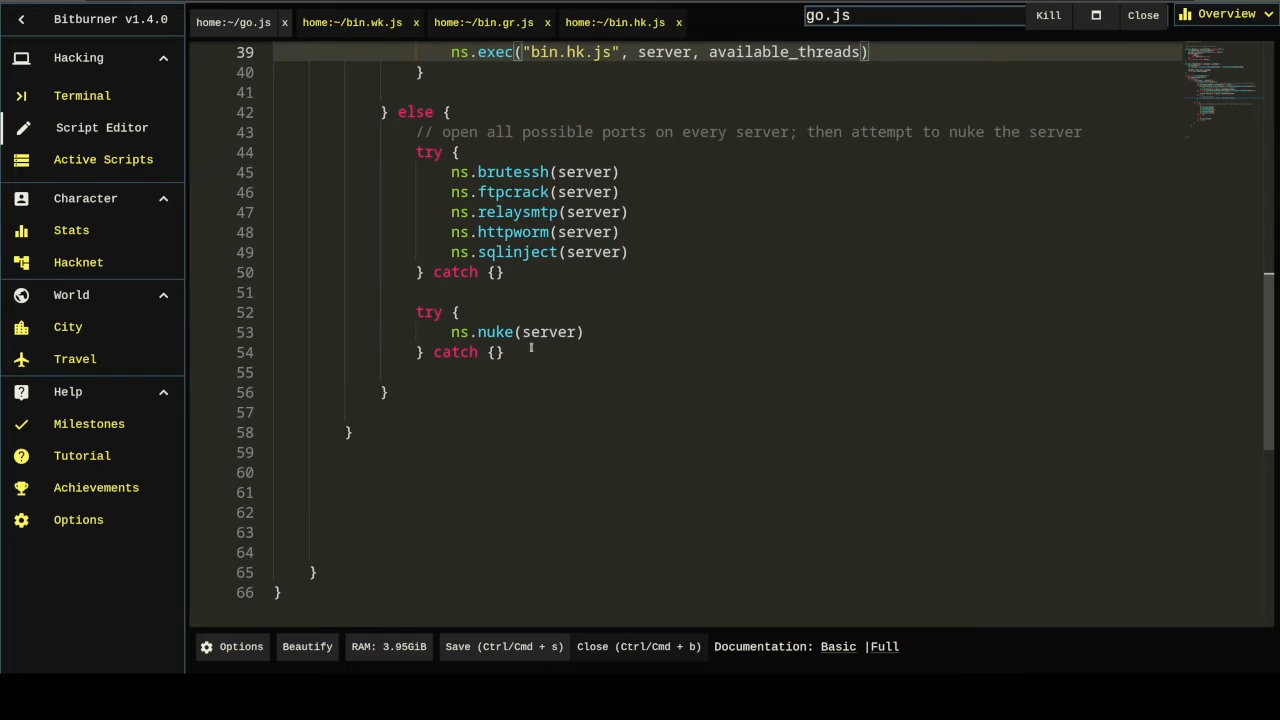 Bitburner v1.4.0
Hacking
Terminal
Script Editor
Active Scripts
Character
Stats
Hacknet
World
City
Travel
Help
Milestones
Tutorial
Achievements
Options
home:~/go.js x home:~/bin.wk.js x home:~/bin.gr.js x home:~/bin.hk.js x
go.js
Kill
Close
Overview
39 ns.exec("bin.hk.js", server, available_threads)
40 }
41
42 } else {
43 // open all possible ports on every server; then attempt to nuke the server
44 try {
45 ns.brutessh(server)
46 ns.ftpcrack(server)
47 ns.relaysmtp(server)
48 ns.httpworm(server)
49 ns.sqlinject(server)
50 } catch {}
51
52 try {
53 ns.nuke(server)
54 } catch {}
55
56 }
57
58 }
59
60
61
62
63
64
65 }
66 }
Options Beautify RAM: 3.95GiB Save (Ctrl/Cmd + s) Close (Ctrl/Cmd + b) Documentation: Basic |Full